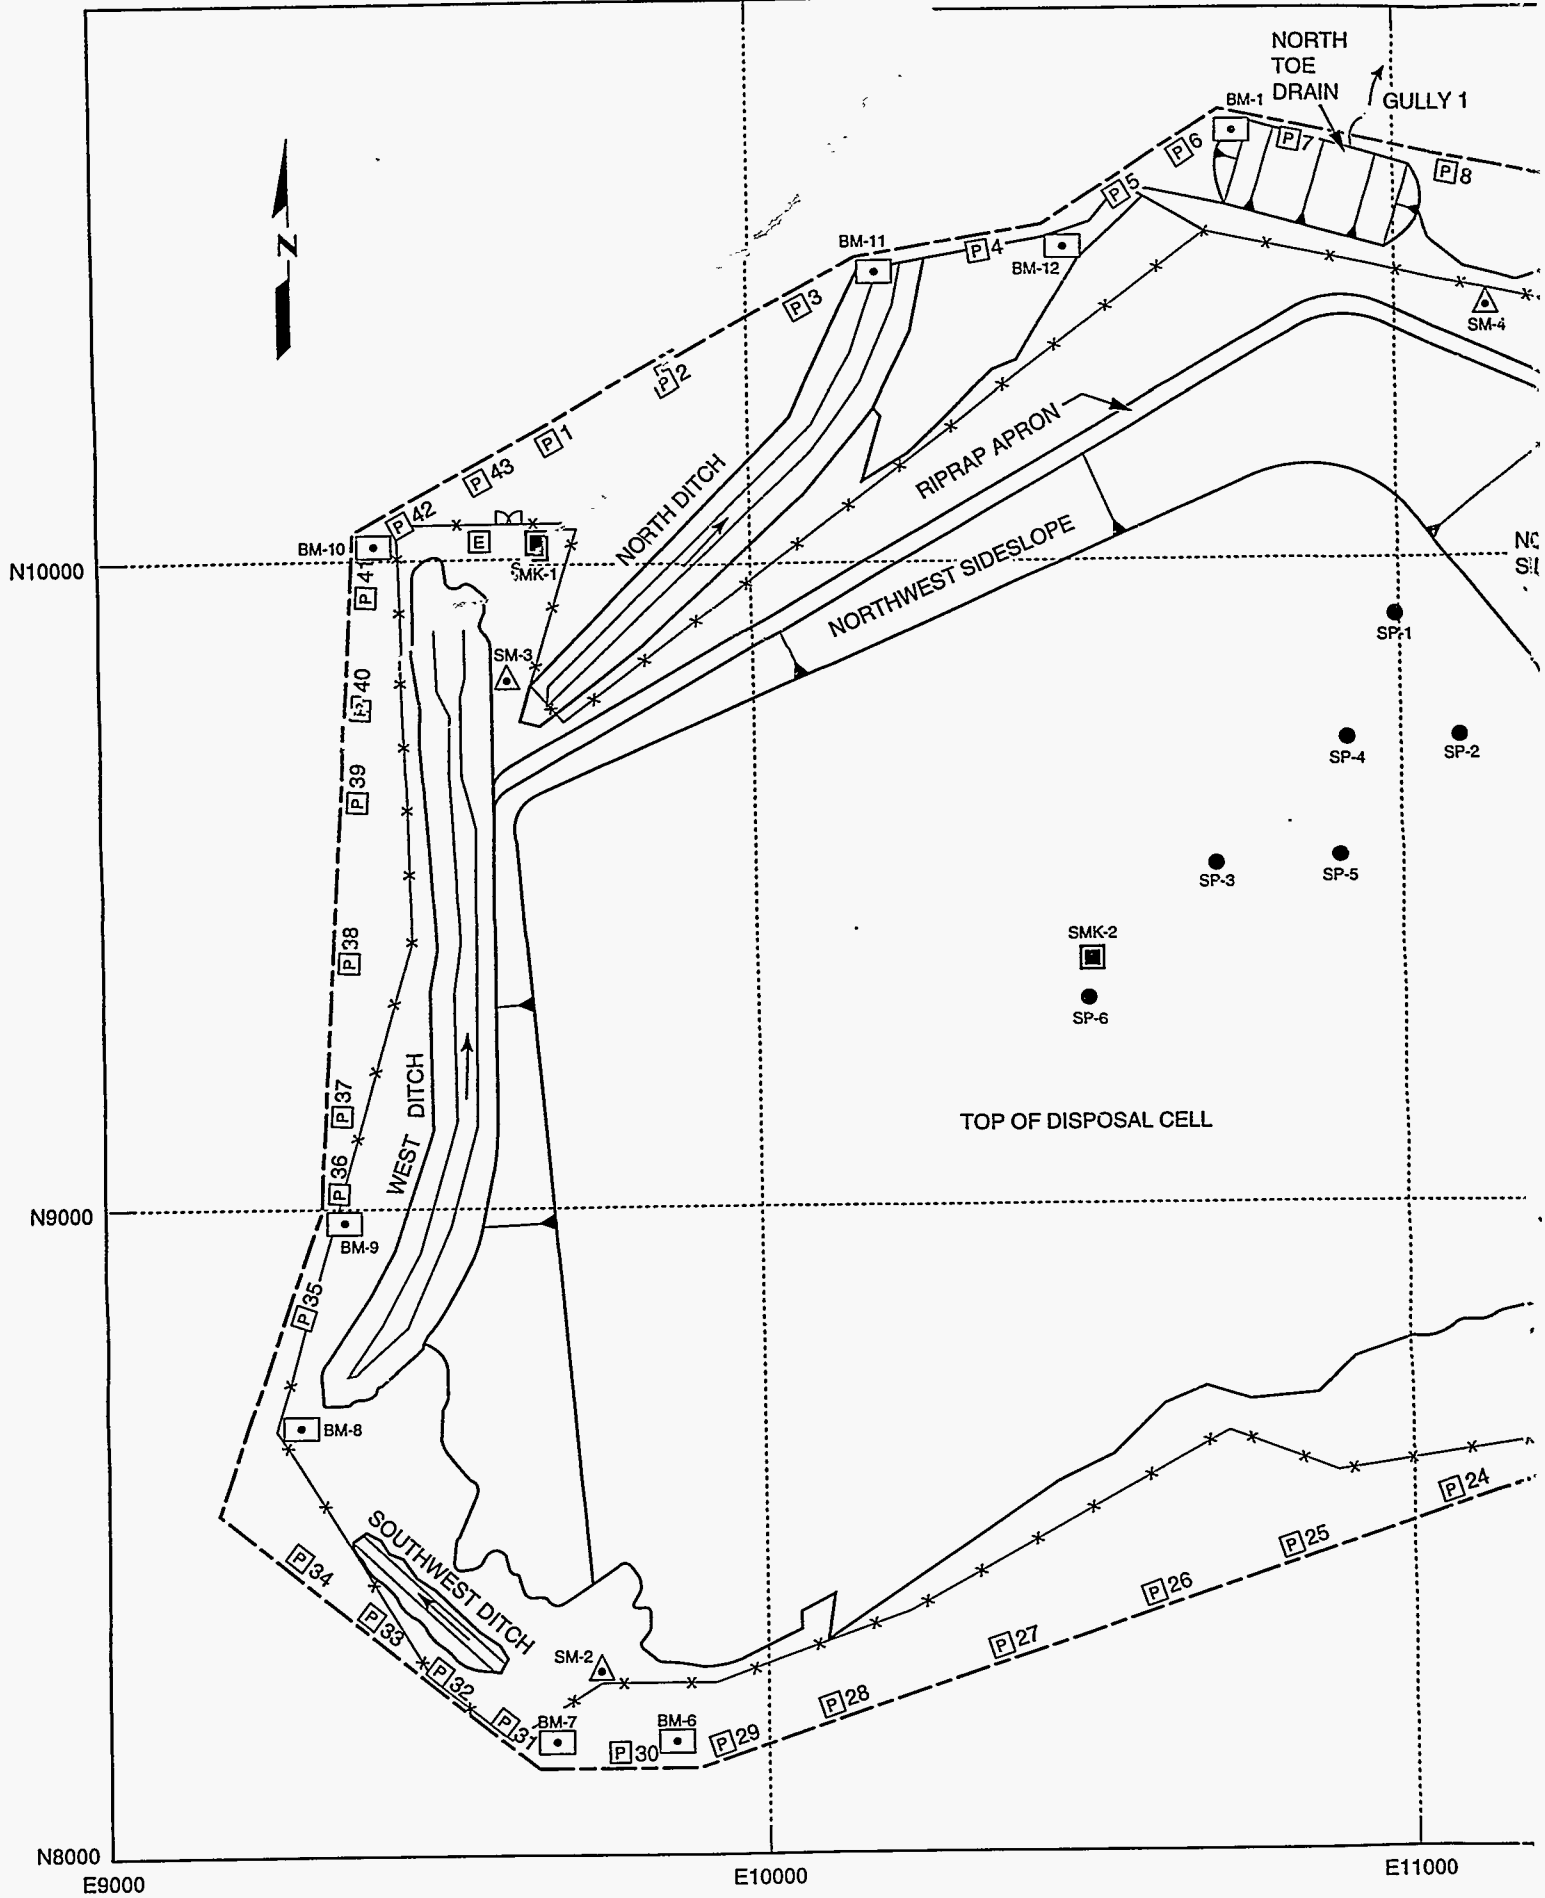 NORTH
TOE
DRAIN
BM-1
GULLY 1
P 6
P 7
P 8
P 5
BM-11
P 4
BM-12
N
P 3
SM-4
P 2
RIPRAP APRON
P 1
P 43
NORTH DITCH
P 42
BM-10
E
SMK-1
NORTHWEST SIDESLOPE
N10000
P 41
SP-1
SM-3
P 40
SP-4
SP-2
P 39
SP-3
SP-5
SMK-2
P 38
SP-6
WEST DITCH
P 37
TOP OF DISPOSAL CELL
P 36
N9000
BM-9
P 35
BM-8
P 24
SOUTHWEST DITCH
P 25
P 34
P 26
P 33
P 27
SM-2
P 32
P 28
P 31
BM-7
BM-6
P 29
P 30
N8000
E9000
E10000
E11000